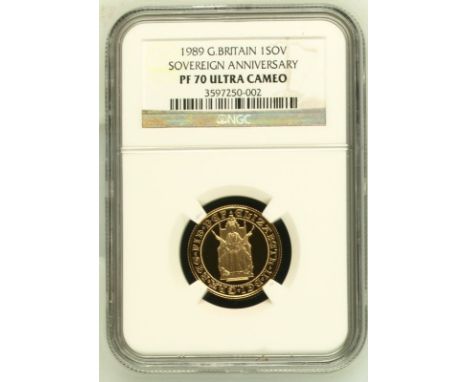 1989 G.BRITAIN 1SOV
SOVEREIGN ANNIVERSARY
PF 70 ULTRA CAMEO
3597250-002
NGC